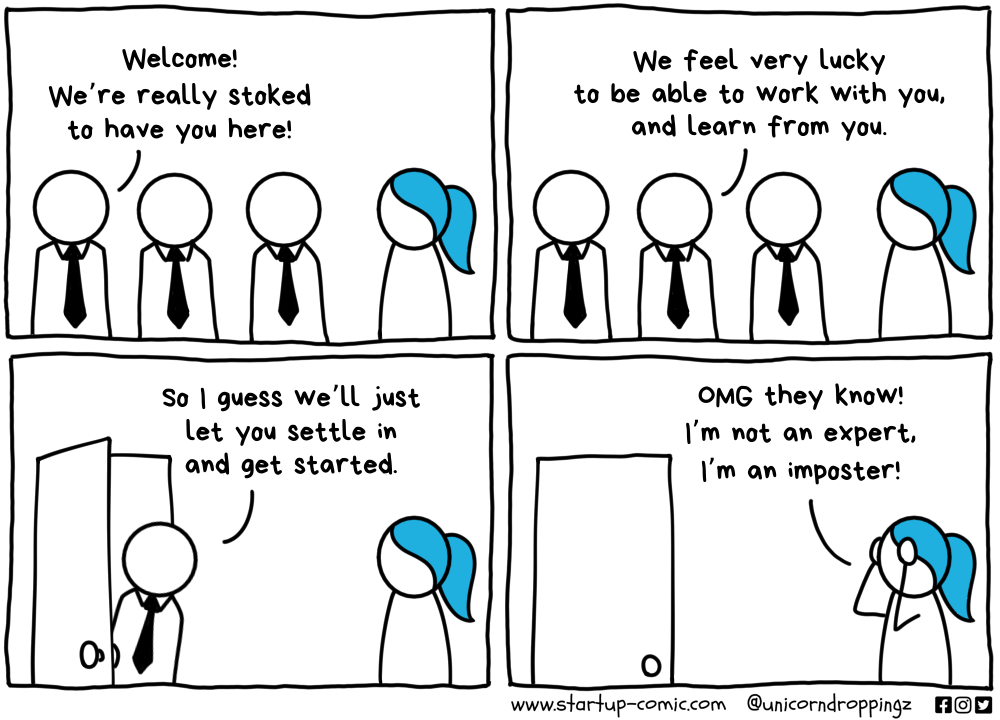 Welcome!
We're really stoked
to have you here!
We feel very lucky
to be able to work with you,
and learn from you.
So I guess we'll just
let you settle in
and get started.
OMG they know!
I'm not an expert,
I'm an imposter!
www.startup-comic.com @unicorndroppingz